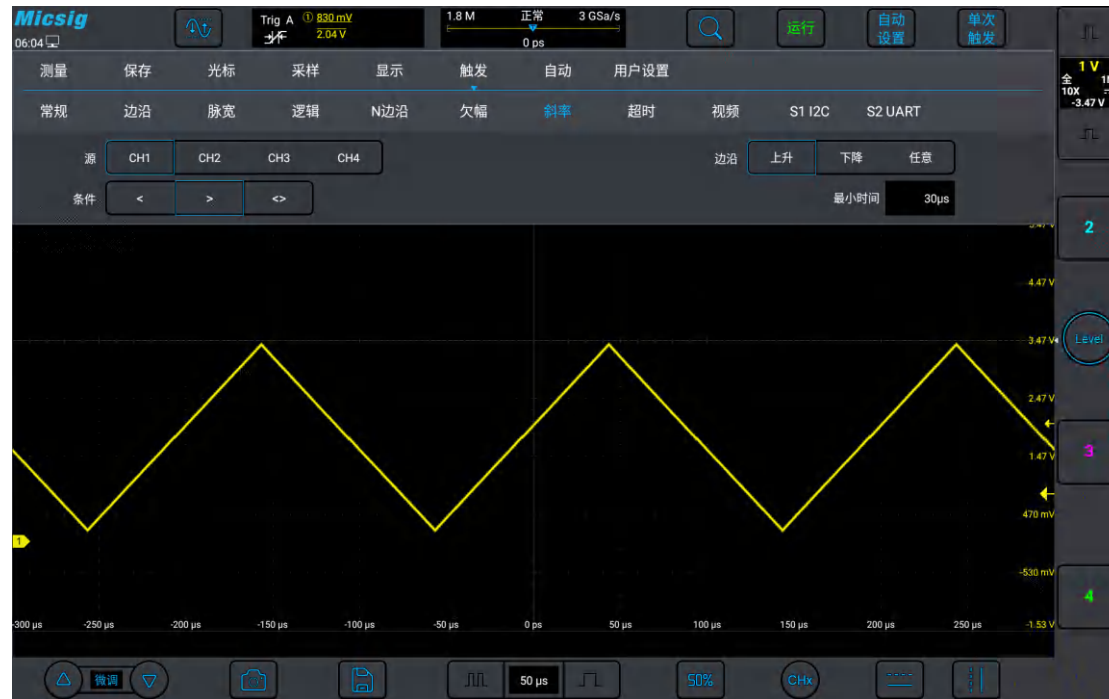 Micsig
06:04
Trig A ① 830 mV
2.04 V
1.8 M 正常 3 GSa/s
0 ps
运行
自动
设置
单次
触发
测量 保存 光标 采样 显示 触发 自动 用户设置
常规 边沿 脉宽 逻辑 N边沿 欠幅 斜率 超时 视频 S1 I2C S2 UART
源 CH1 CH2 CH3 CH4 边沿 上升 下降 任意
条件 < > <> 最小时间 30μs
1 V
全
10X
-3.47 V
2
4.47 V
3.47 V
Level
2.47 V
1.47 V
3
470 mV
1
-530 mV
4
-300 μs -250 μs -200 μs -150 μs -100 μs -50 μs 0 ps 50 μs 100 μs 150 μs 200 μs 250 μs -1.53 V
微调 50 μs 50% CHx